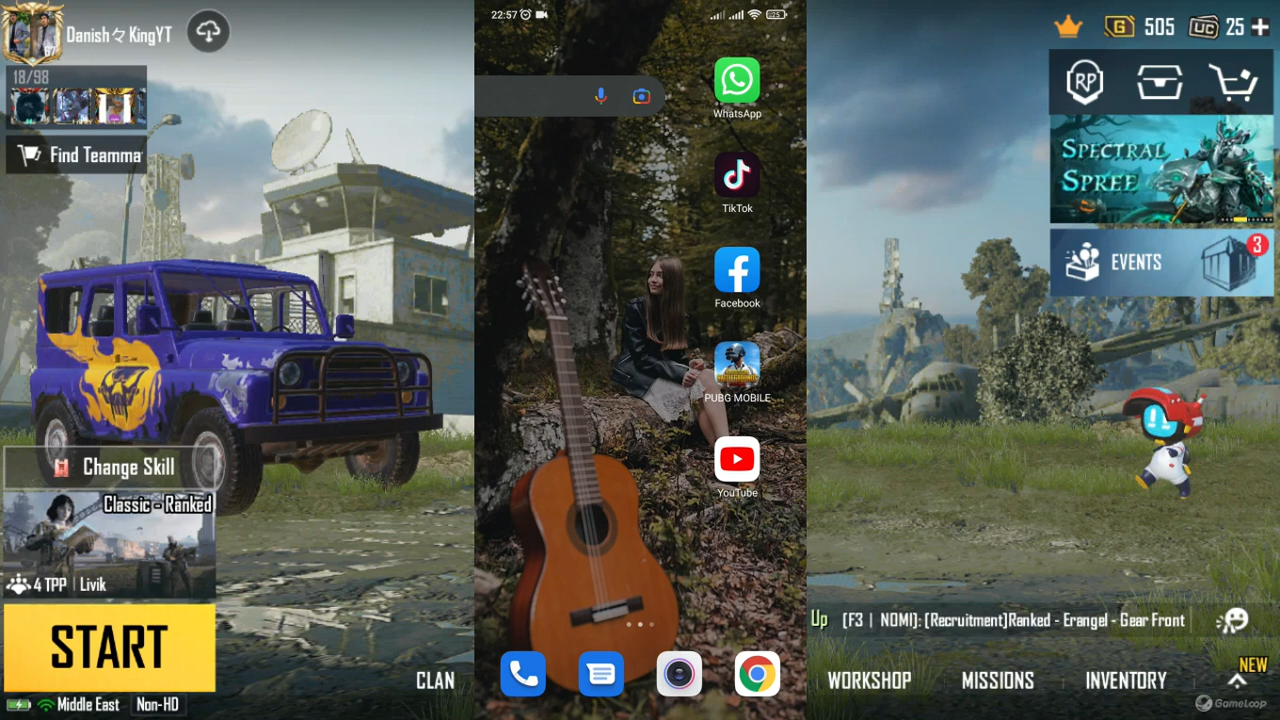 Danish々KingYT
67
18/98
Find Teamma
Change Skill
Classic - Ranked
4 TPP | Livik
START
Middle East
Non-HD
CLAN
22:57
25
WhatsApp
TikTok
Facebook
PUBG MOBILE
YouTube
G 505
UC 25
RP
SPECTRAL
SPREE
EVENTS
3
Up [F3 | NOMI]: [Recruitment]Ranked - Erangel - Gear Front
WORKSHOP
MISSIONS
INVENTORY
NEW
GameLoop